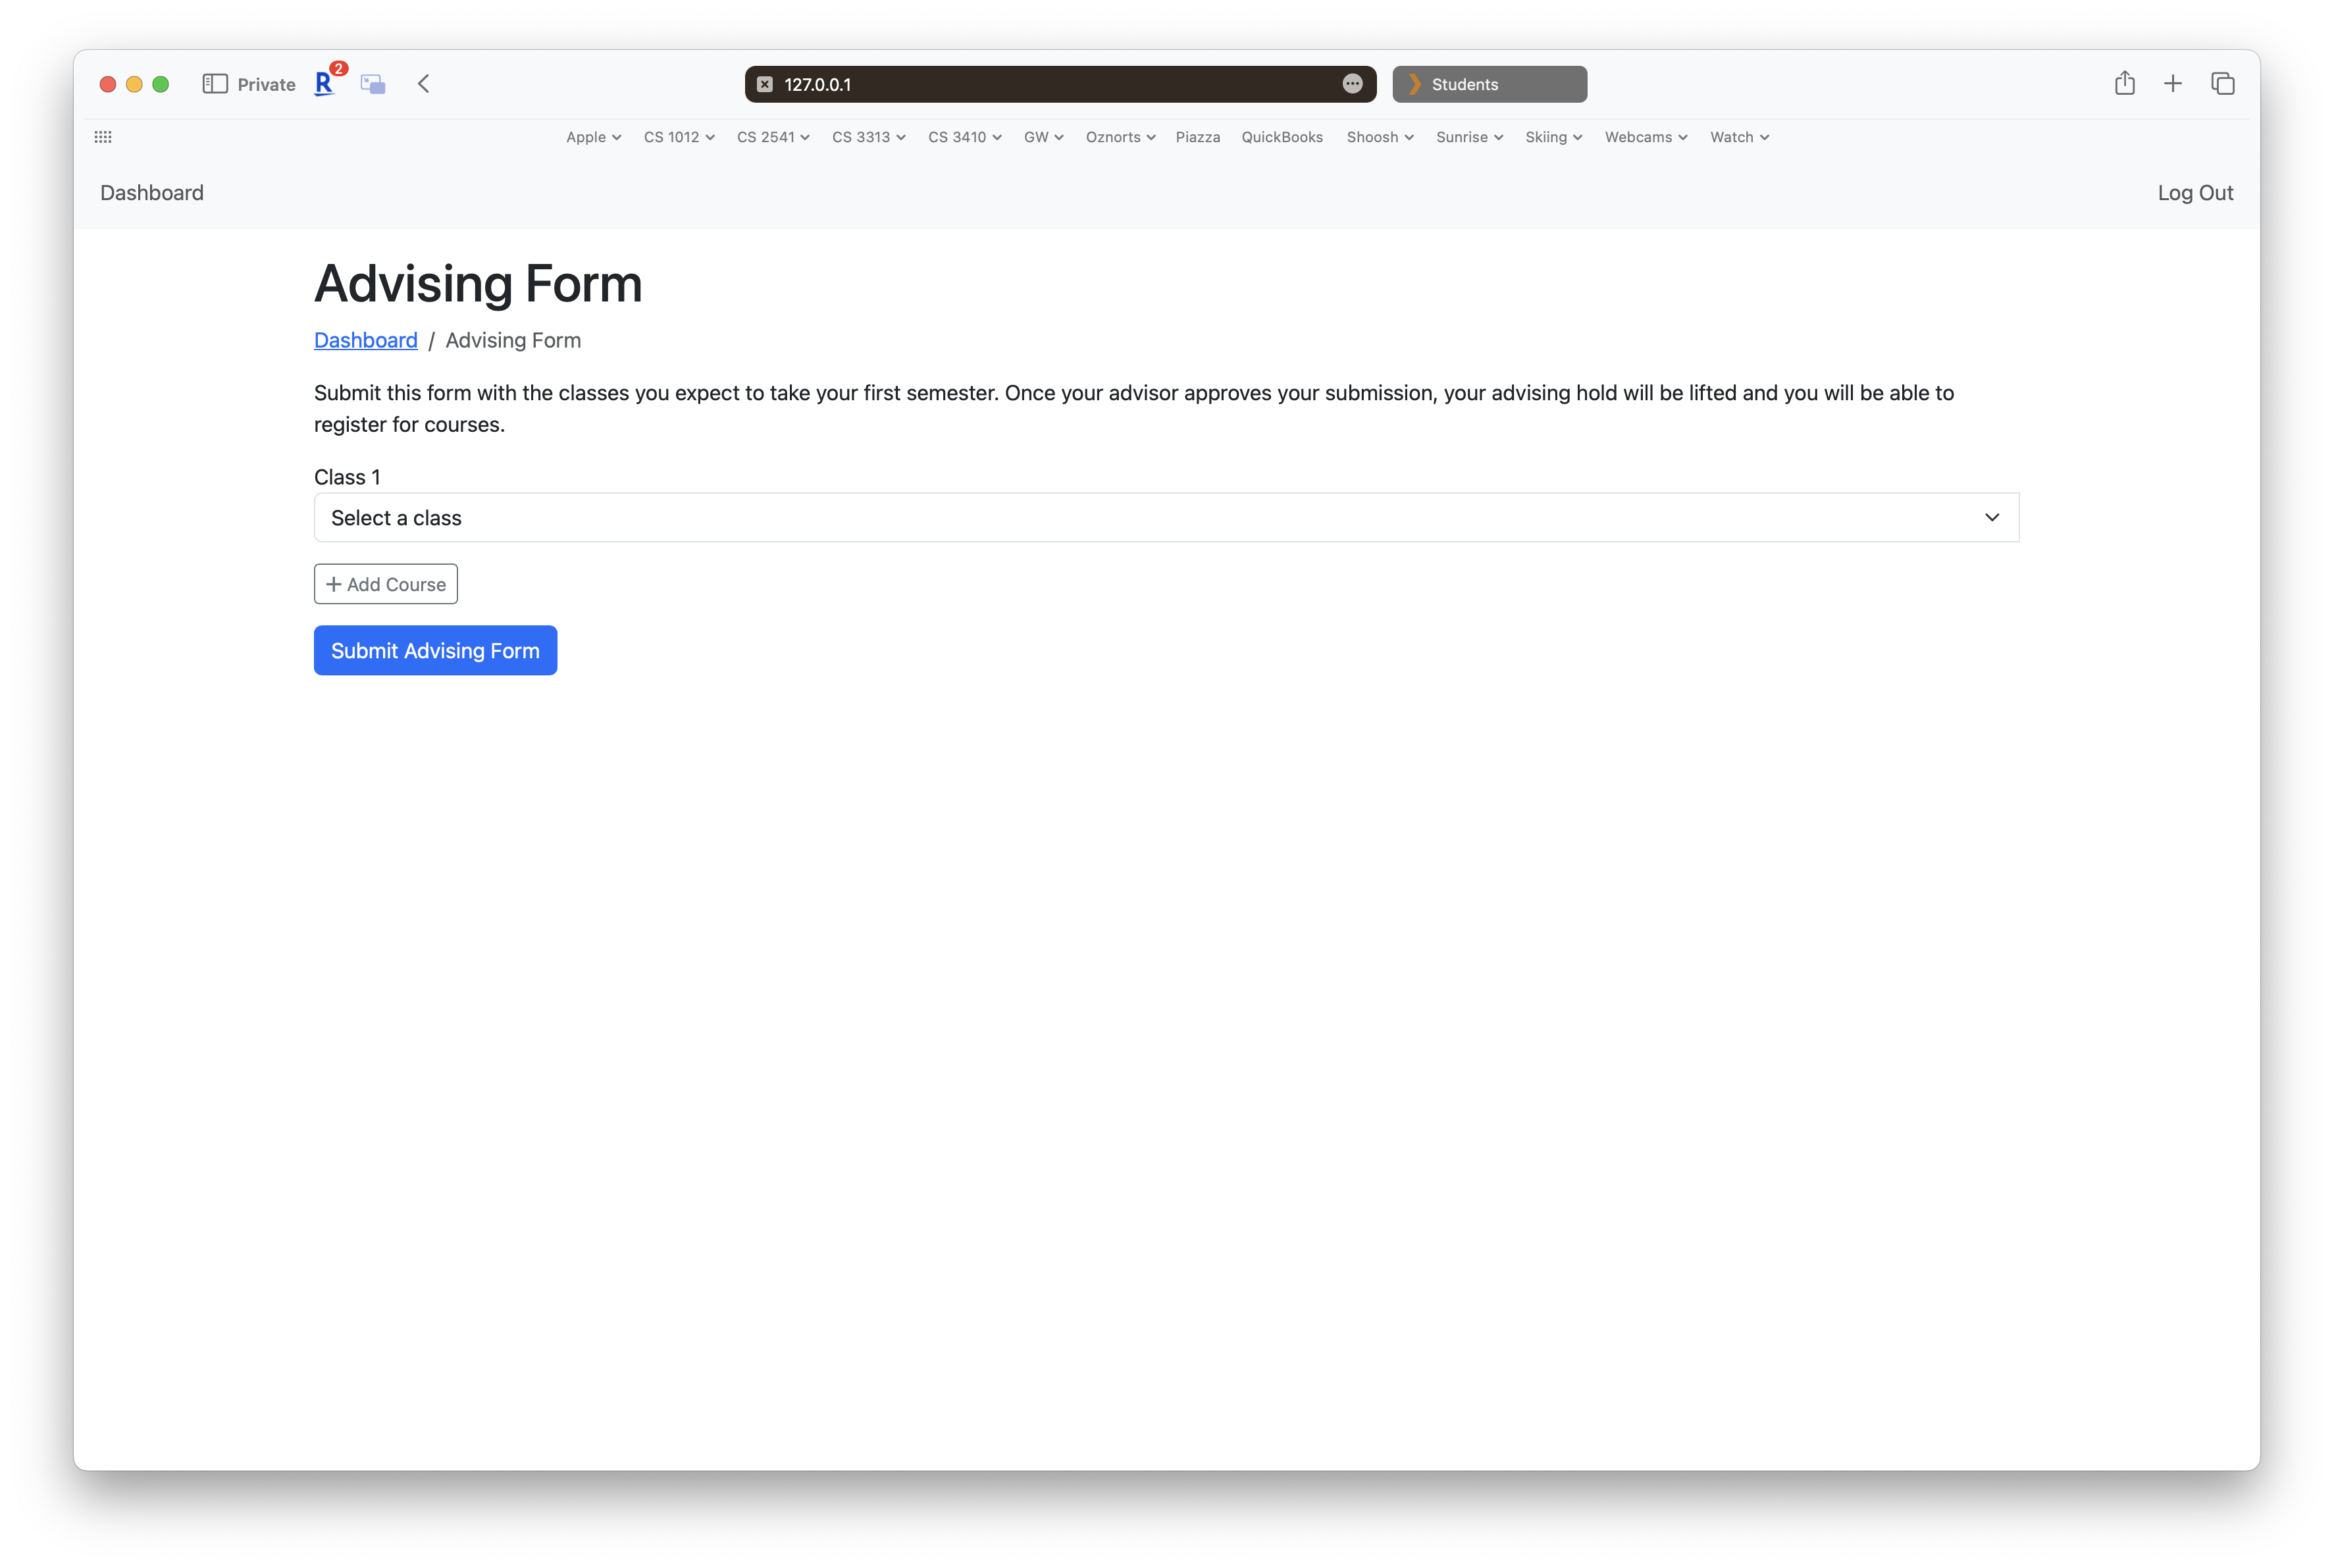 Private
R
2
127.0.0.1
Students
Apple CS 1012 CS 2541 CS 3313 CS 3410 GW Oznorts Piazza QuickBooks Shoosh Sunrise Skiing Webcams Watch
Dashboard
Log Out
Advising Form
Dashboard / Advising Form
Submit this form with the classes you expect to take your first semester. Once your advisor approves your submission, your advising hold will be lifted and you will be able to
register for courses.
Class 1
Select a class
+ Add Course
Submit Advising Form